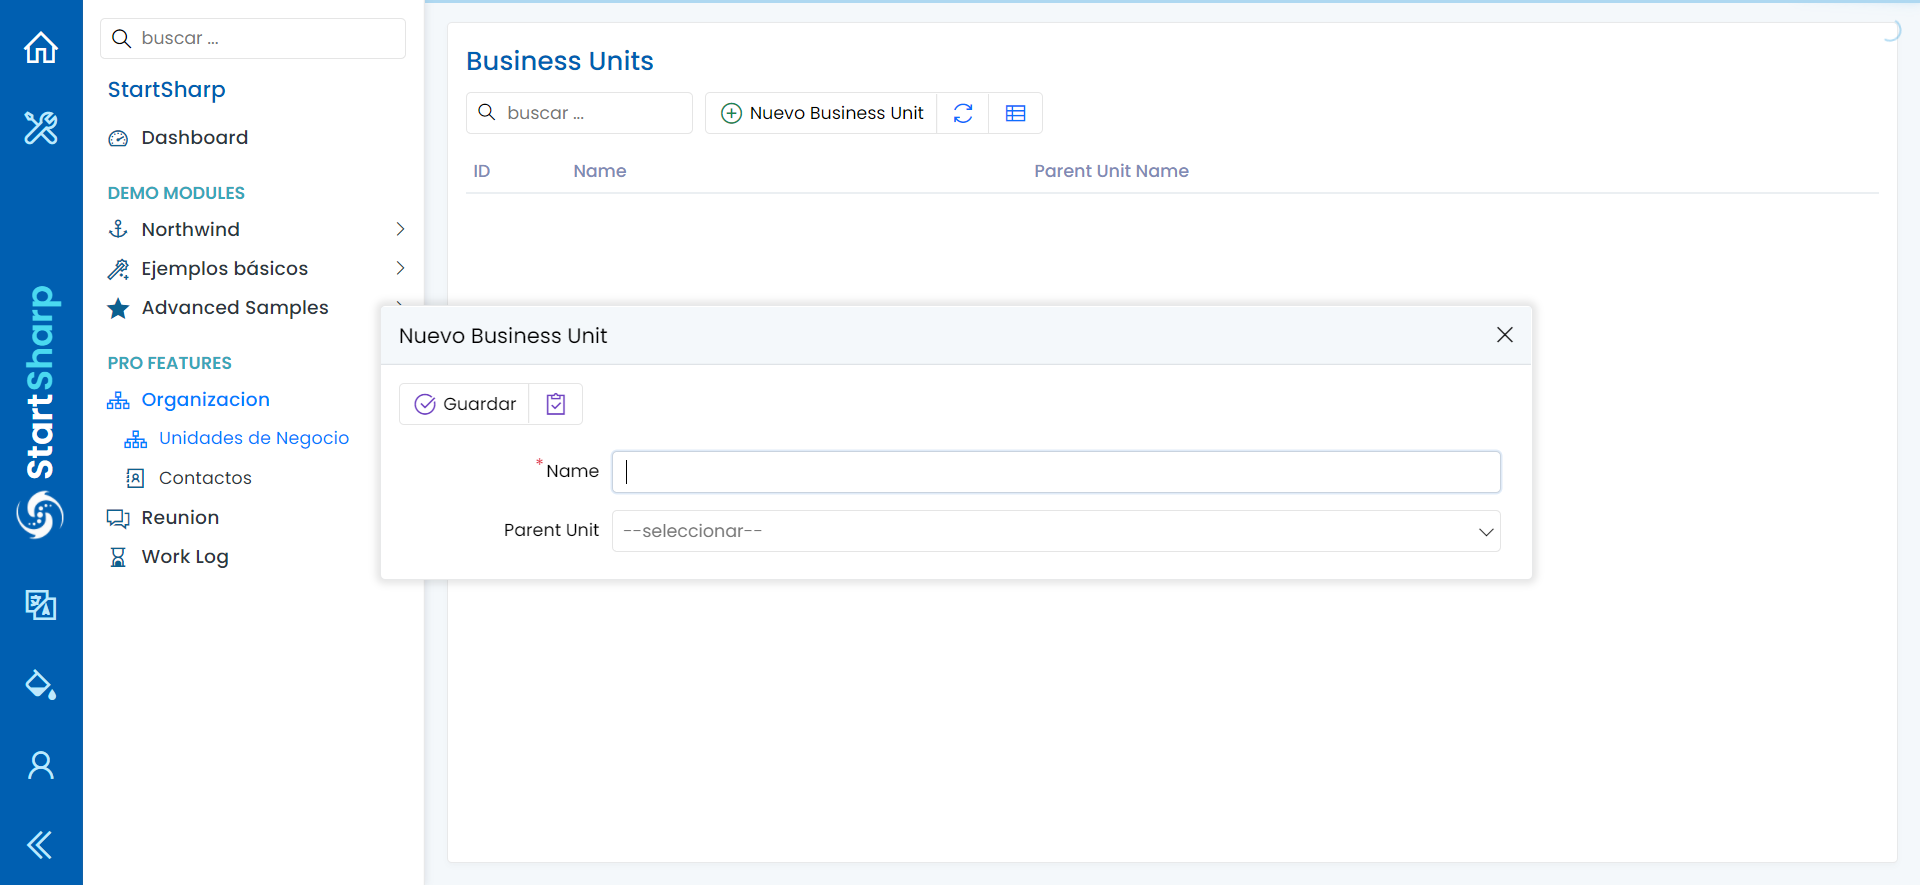 StartSharp
buscar ...
StartSharp
Dashboard
DEMO MODULES
Northwind
Ejemplos básicos
Advanced Samples
PRO FEATURES
Organizacion
Unidades de Negocio
Contactos
Reunion
Work Log
Business Units
buscar ...
Nuevo Business Unit
ID Name Parent Unit Name
Nuevo Business Unit
Guardar
* Name
Parent Unit --seleccionar--